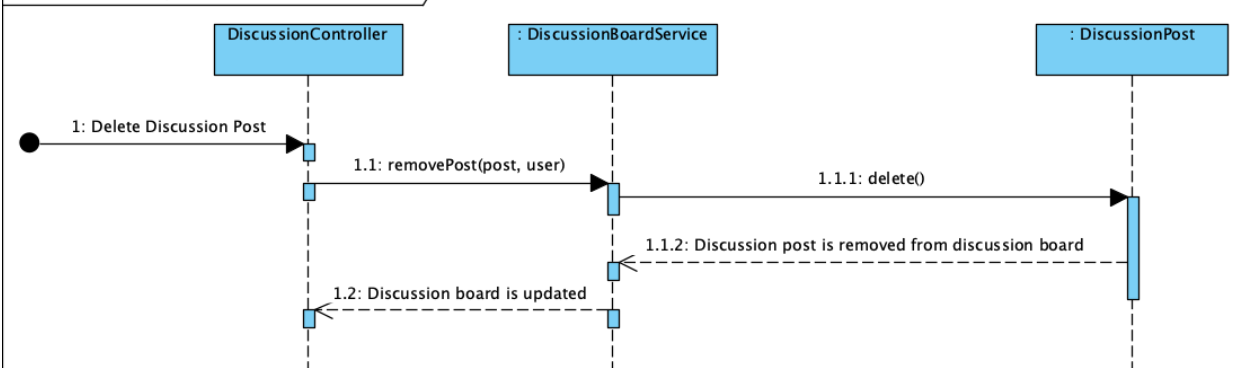 DiscussionController
: DiscussionBoardService
: DiscussionPost
1: Delete Discussion Post
1.1: removePost(post, user)
1.1.1: delete()
1.1.2: Discussion post is removed from discussion board
1.2: Discussion board is updated